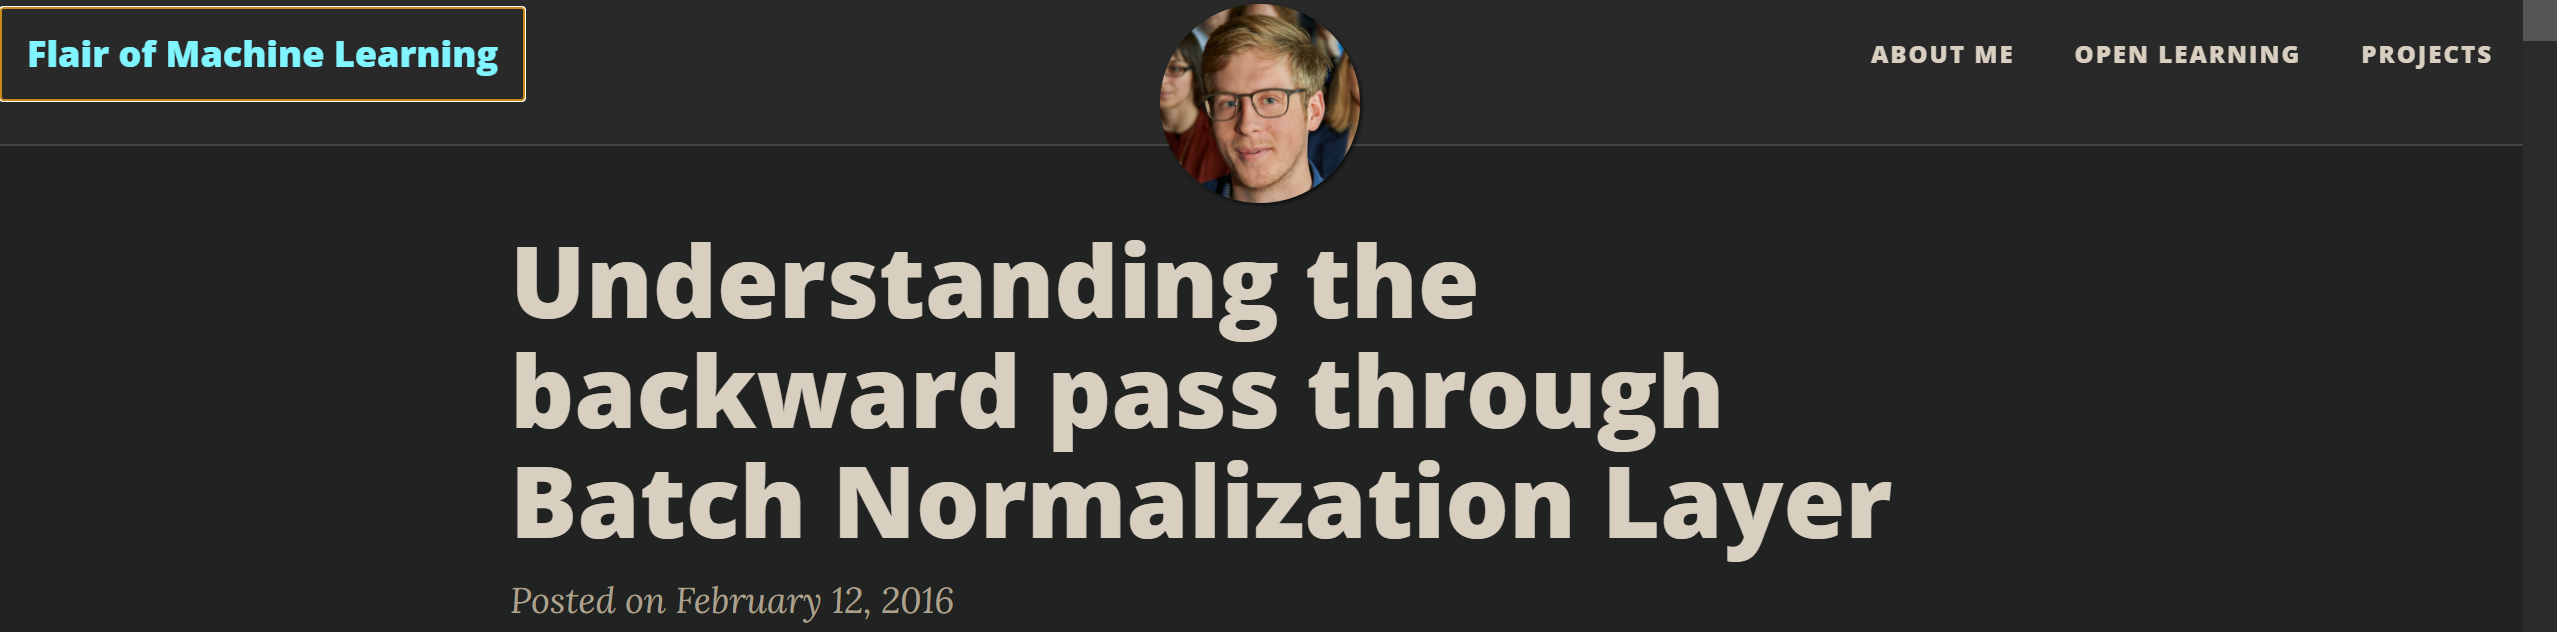 Flair of Machine Learning
ABOUT ME
OPEN LEARNING
PROJECTS
Understanding the
backward pass through
Batch Normalization Layer
Posted on February 12, 2016